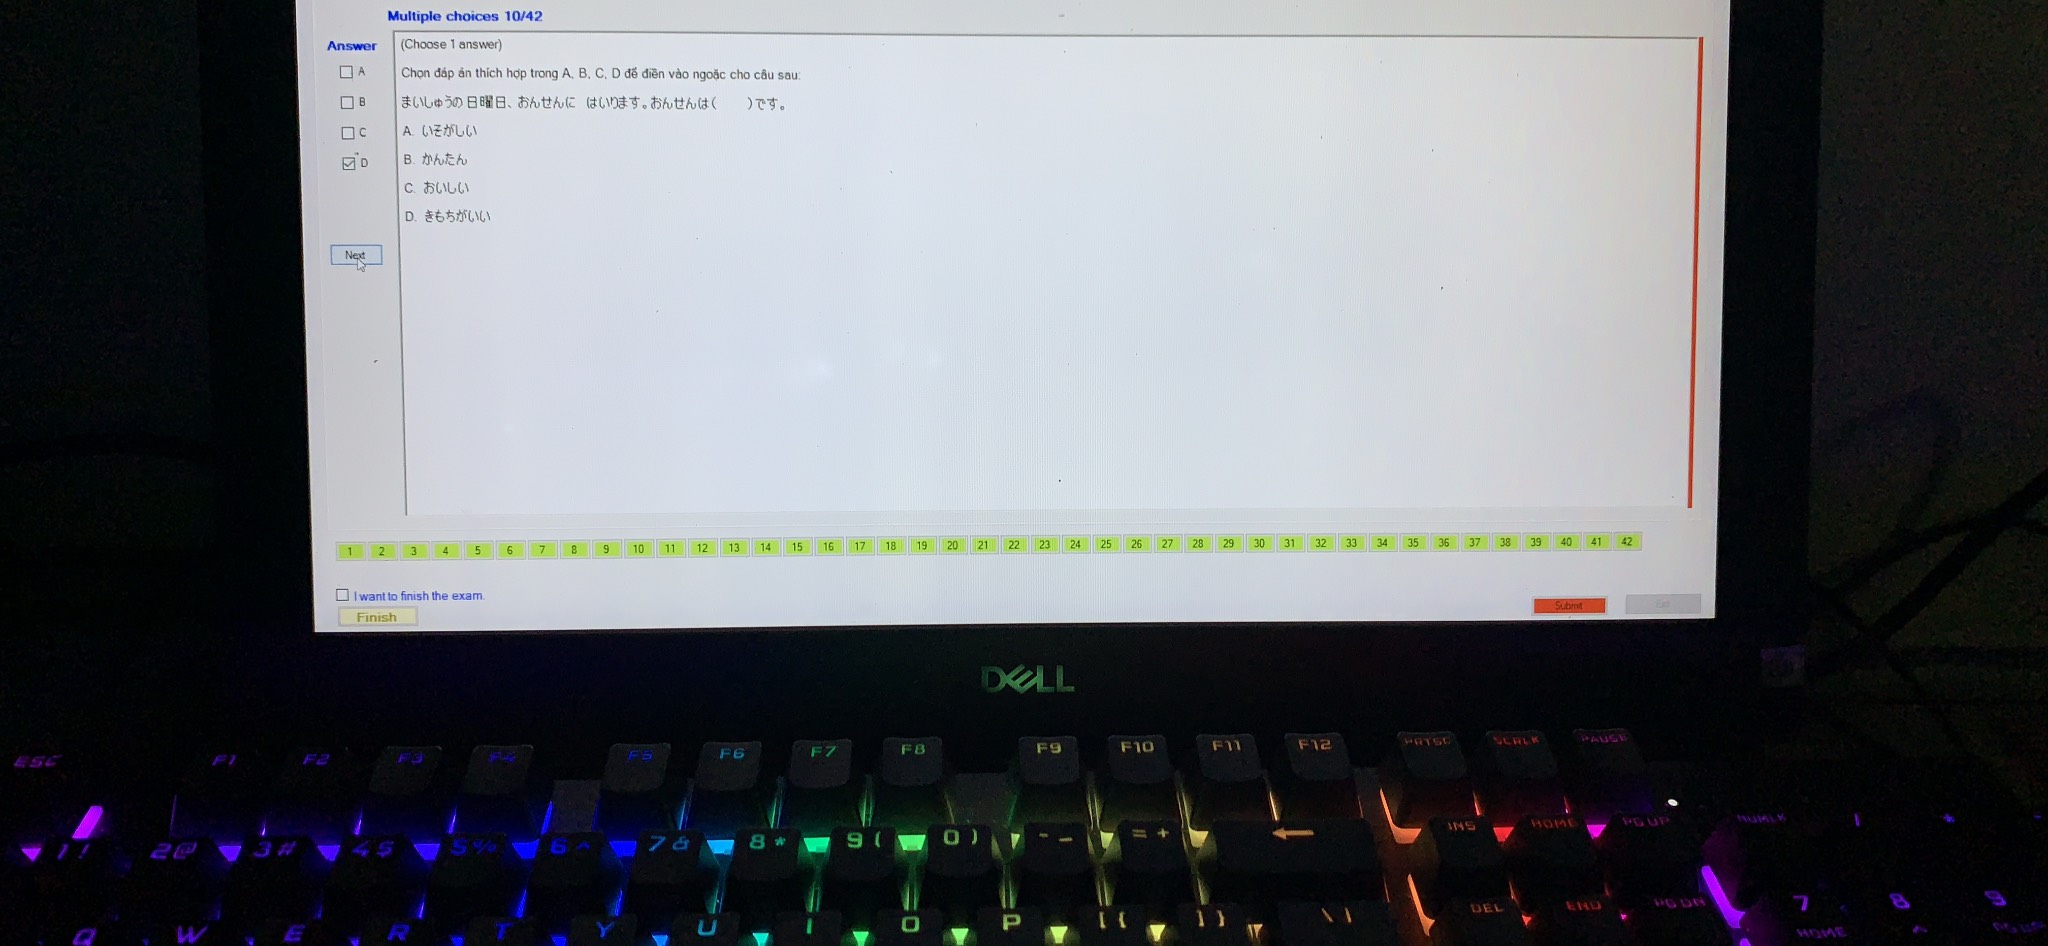 Multiple choices 10/42
Answer
(Choose 1 answer)
A
Chọn đáp án thích hợp trong A, B, C, D để điền vào ngoặc cho câu sau:
B
まいしゅうの日曜日、おんせんに はいります。おんせんは( )です。
C
A. いそがしい
D
B. かんたん
C. おいしい
D. きもちがいい
Next
1 2 3 4 5 6 7 8 9 10 11 12 13 14 15 16 17 18 19 20 21 22 23 24 25 26 27 28 29 30 31 32 33 34 35 36 37 38 39 40 41 42
I want to finish the exam.
Finish
Submit
DELL
ESC F1 F2 F3 F4 F5 F6 F7 F8 F9 F10 F11 F12 PRTSC SCRLK PAUSE
1! 2@ 3# 4$ 5% 6^ 7& 8* 9( 0) -_ =+ INS HOME PG UP NUMLK / * -
Q W E R T Y U I O P [{ ]} \| DEL END PG DN 7 HOME 8 9 PG UP